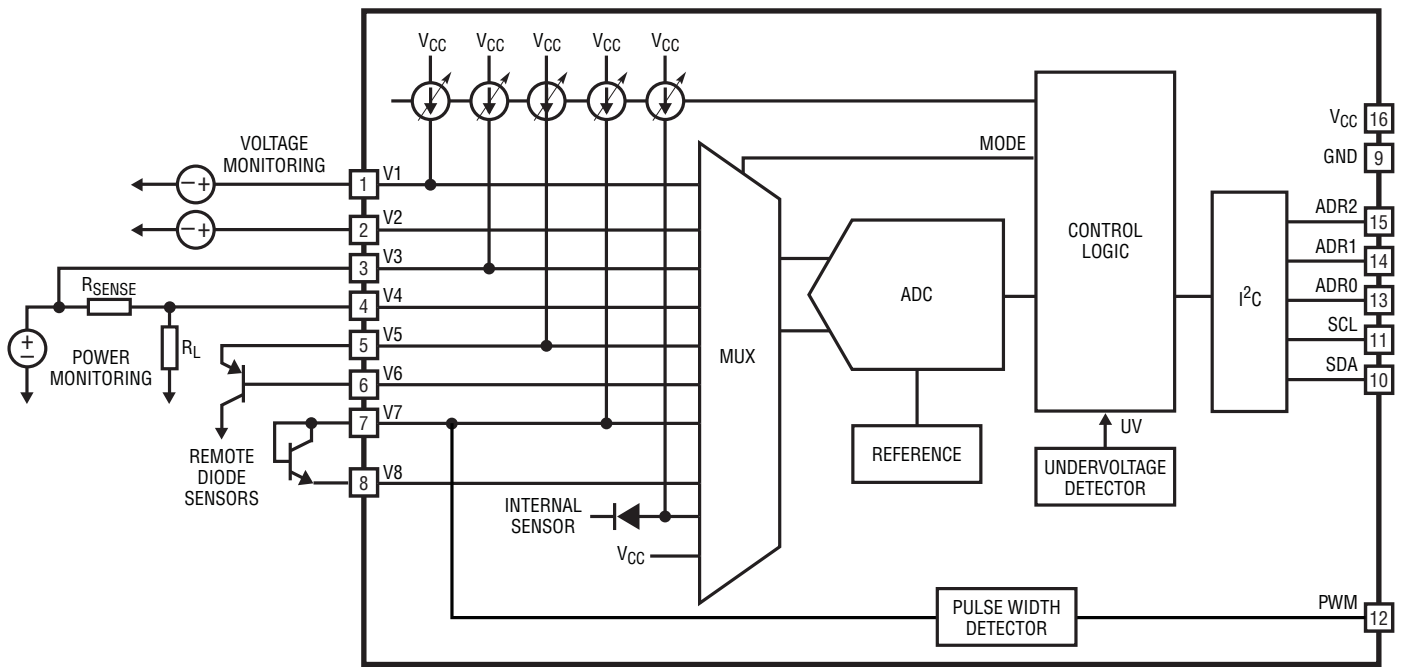 VCC VCC VCC VCC VCC
VOLTAGE
MONITORING
1 V1
2 V2
3 V3
RSENSE
4 V4
RL
POWER
MONITORING
5 V5
6 V6
7 V7
REMOTE
DIODE
SENSORS
8 V8
INTERNAL
SENSOR
VCC
MUX
MODE
ADC
REFERENCE
CONTROL
LOGIC
UV
UNDERVOLTAGE
DETECTOR
I2C
VCC 16
GND 9
ADR2 15
ADR1 14
ADR0 13
SCL 11
SDA 10
PULSE WIDTH
DETECTOR
PWM 12
− +
− +
+
−